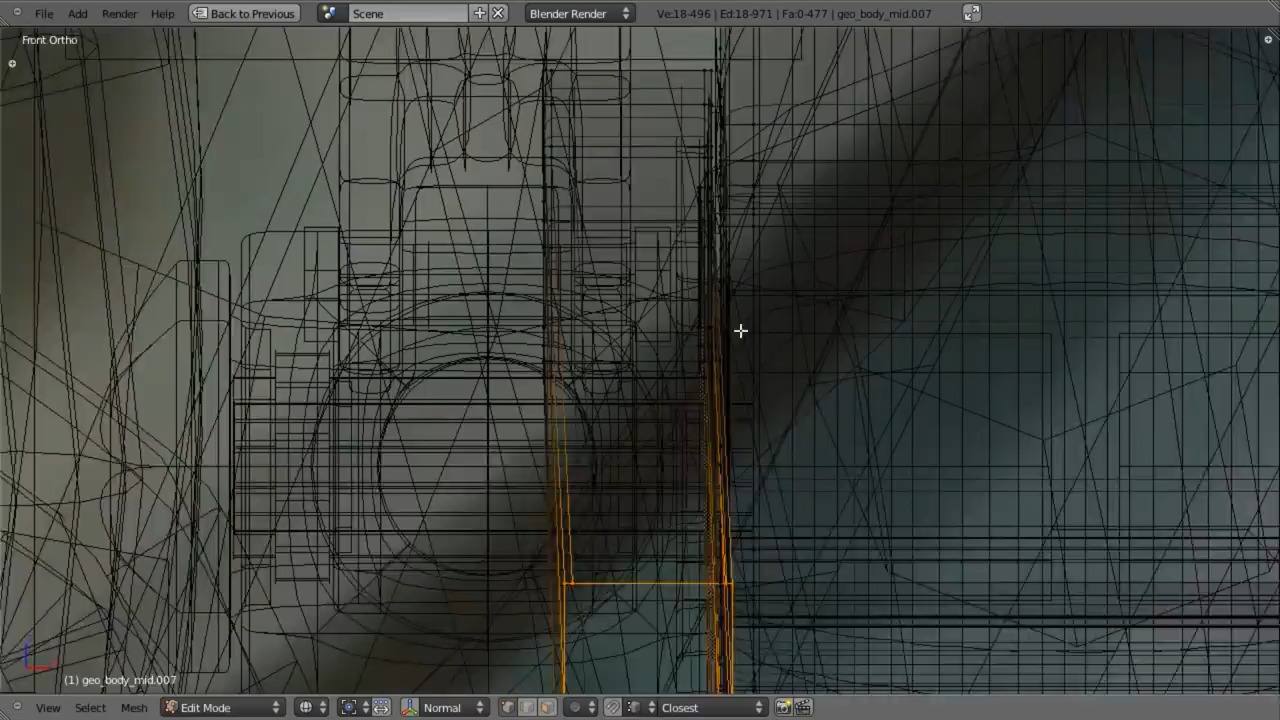 File Add Render Help Back to Previous Scene Blender Render Ve:18-496 | Ed:18-971 | Fa:0-477 | geo_body_mid.007
Front Ortho
(1) geo_body_mid.007
View Select Mesh Edit Mode Normal Closest